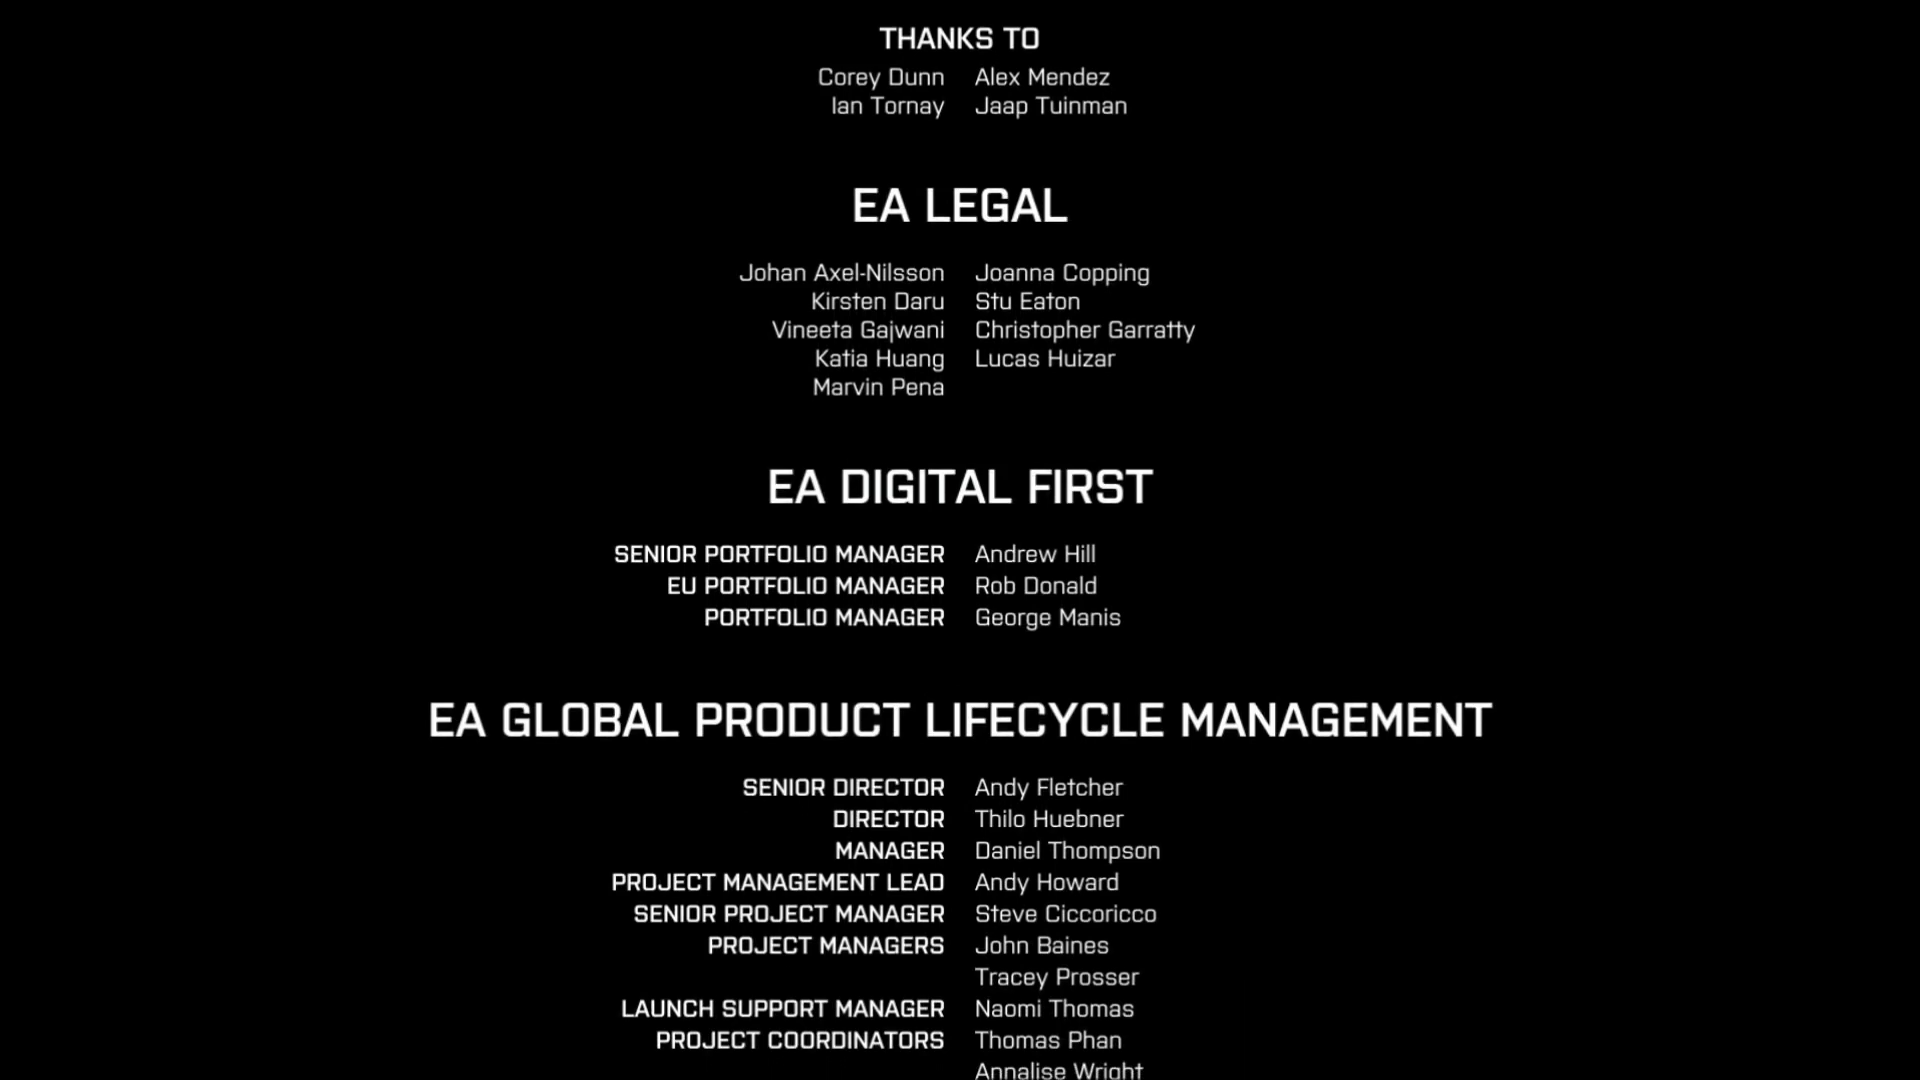 THANKS TO
Corey Dunn Alex Mendez
Ian Tornay Jaap Tuinman
EA LEGAL
Johan Axel-Nilsson Joanna Copping
Kirsten Daru Stu Eaton
Vineeta Gajwani Christopher Garratty
Katia Huang Lucas Huizar
Marvin Pena
EA DIGITAL FIRST
SENIOR PORTFOLIO MANAGER Andrew Hill
EU PORTFOLIO MANAGER Rob Donald
PORTFOLIO MANAGER George Manis
EA GLOBAL PRODUCT LIFECYCLE MANAGEMENT
SENIOR DIRECTOR Andy Fletcher
DIRECTOR Thilo Huebner
MANAGER Daniel Thompson
PROJECT MANAGEMENT LEAD Andy Howard
SENIOR PROJECT MANAGER Steve Ciccoricco
PROJECT MANAGERS John Baines
Tracey Prosser
LAUNCH SUPPORT MANAGER Naomi Thomas
PROJECT COORDINATORS Thomas Phan
Annalise Wright